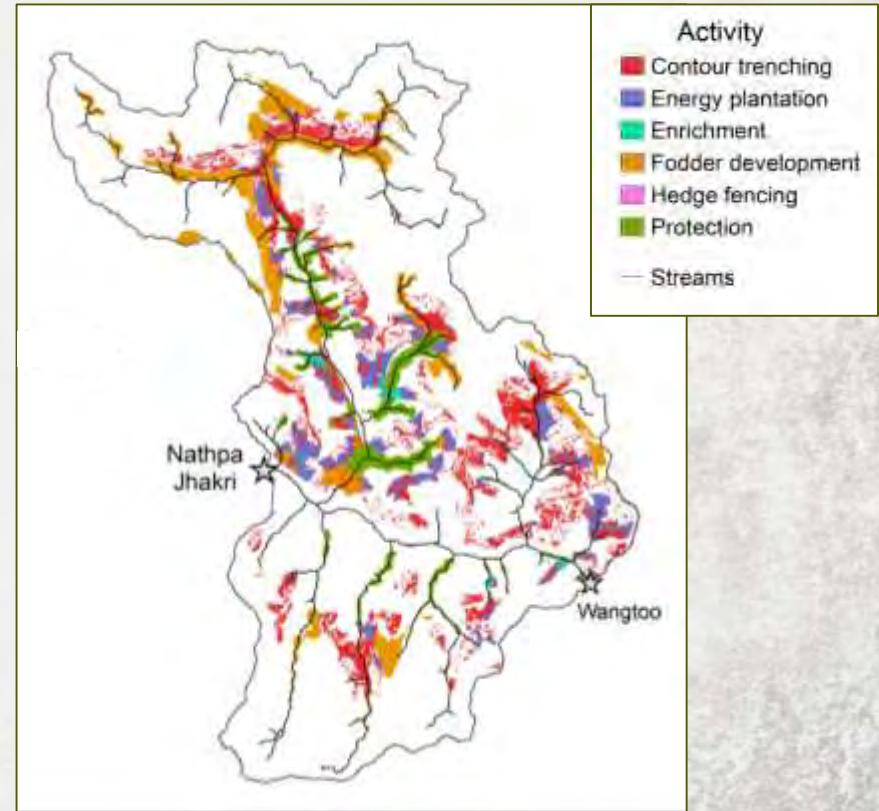 Activity
Contour trenching
Energy plantation
Enrichment
Fodder development
Hedge fencing
Protection
Streams
Nathpa
Jhakri
Wangtoo